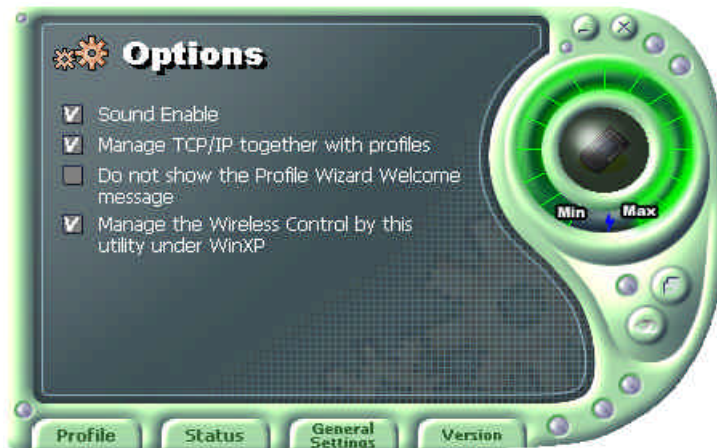 Options
Sound Enable
Manage TCP/IP together with profiles
Do not show the Profile Wizard Welcome
message
Manage the Wireless Control by this
utility under WinXP
Min
Max
Profile
Status
General
Settings
Version